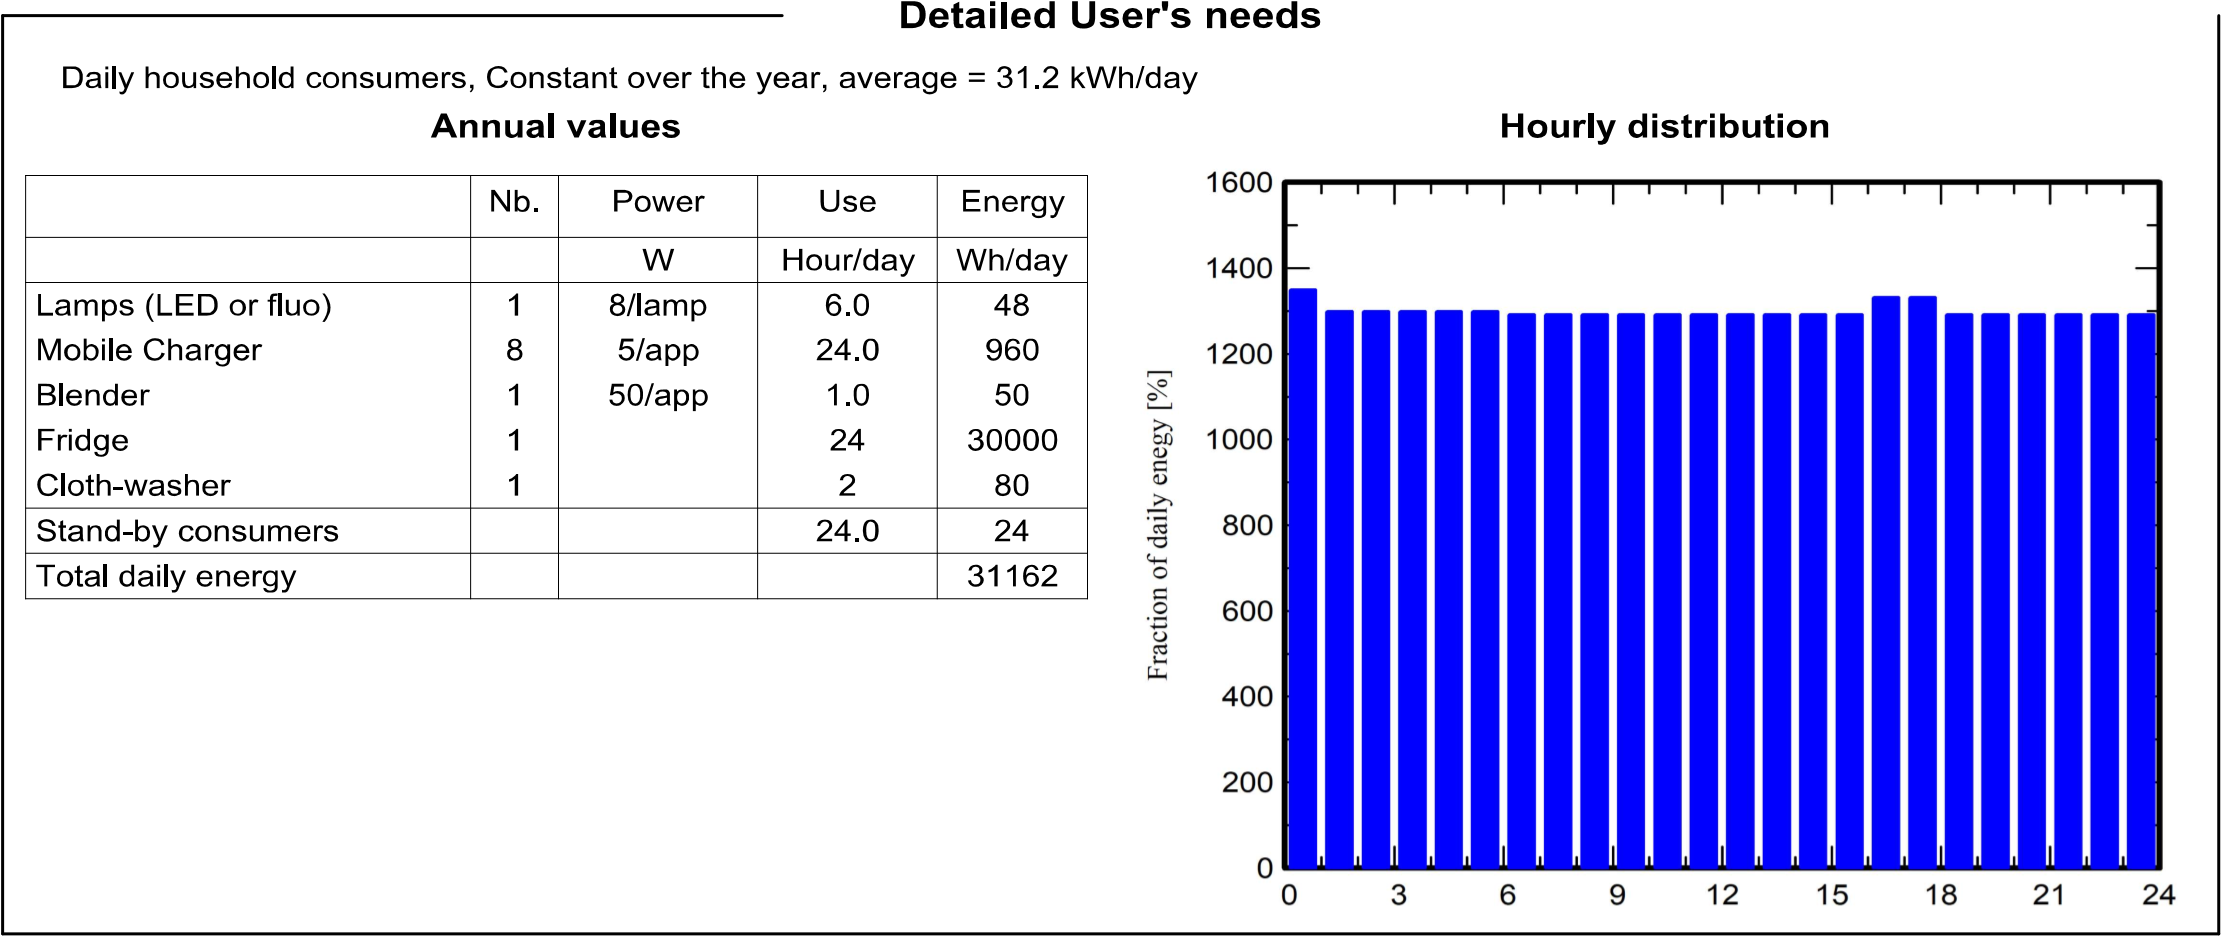 Detailed User's needs
Daily household consumers, Constant over the year, average = 31.2 kWh/day
Annual values
Nb. Power Use Energy
W Hour/day Wh/day
Lamps (LED or fluo) 1 8/lamp 6.0 48
Mobile Charger 8 5/app 24.0 960
Blender 1 50/app 1.0 50
Fridge 1 24 30000
Cloth-washer 1 2 80
Stand-by consumers 24.0 24
Total daily energy 31162
Hourly distribution
Fraction of daily enegy [%]
1600
1400
1200
1000
800
600
400
200
0
0 3 6 9 12 15 18 21 24